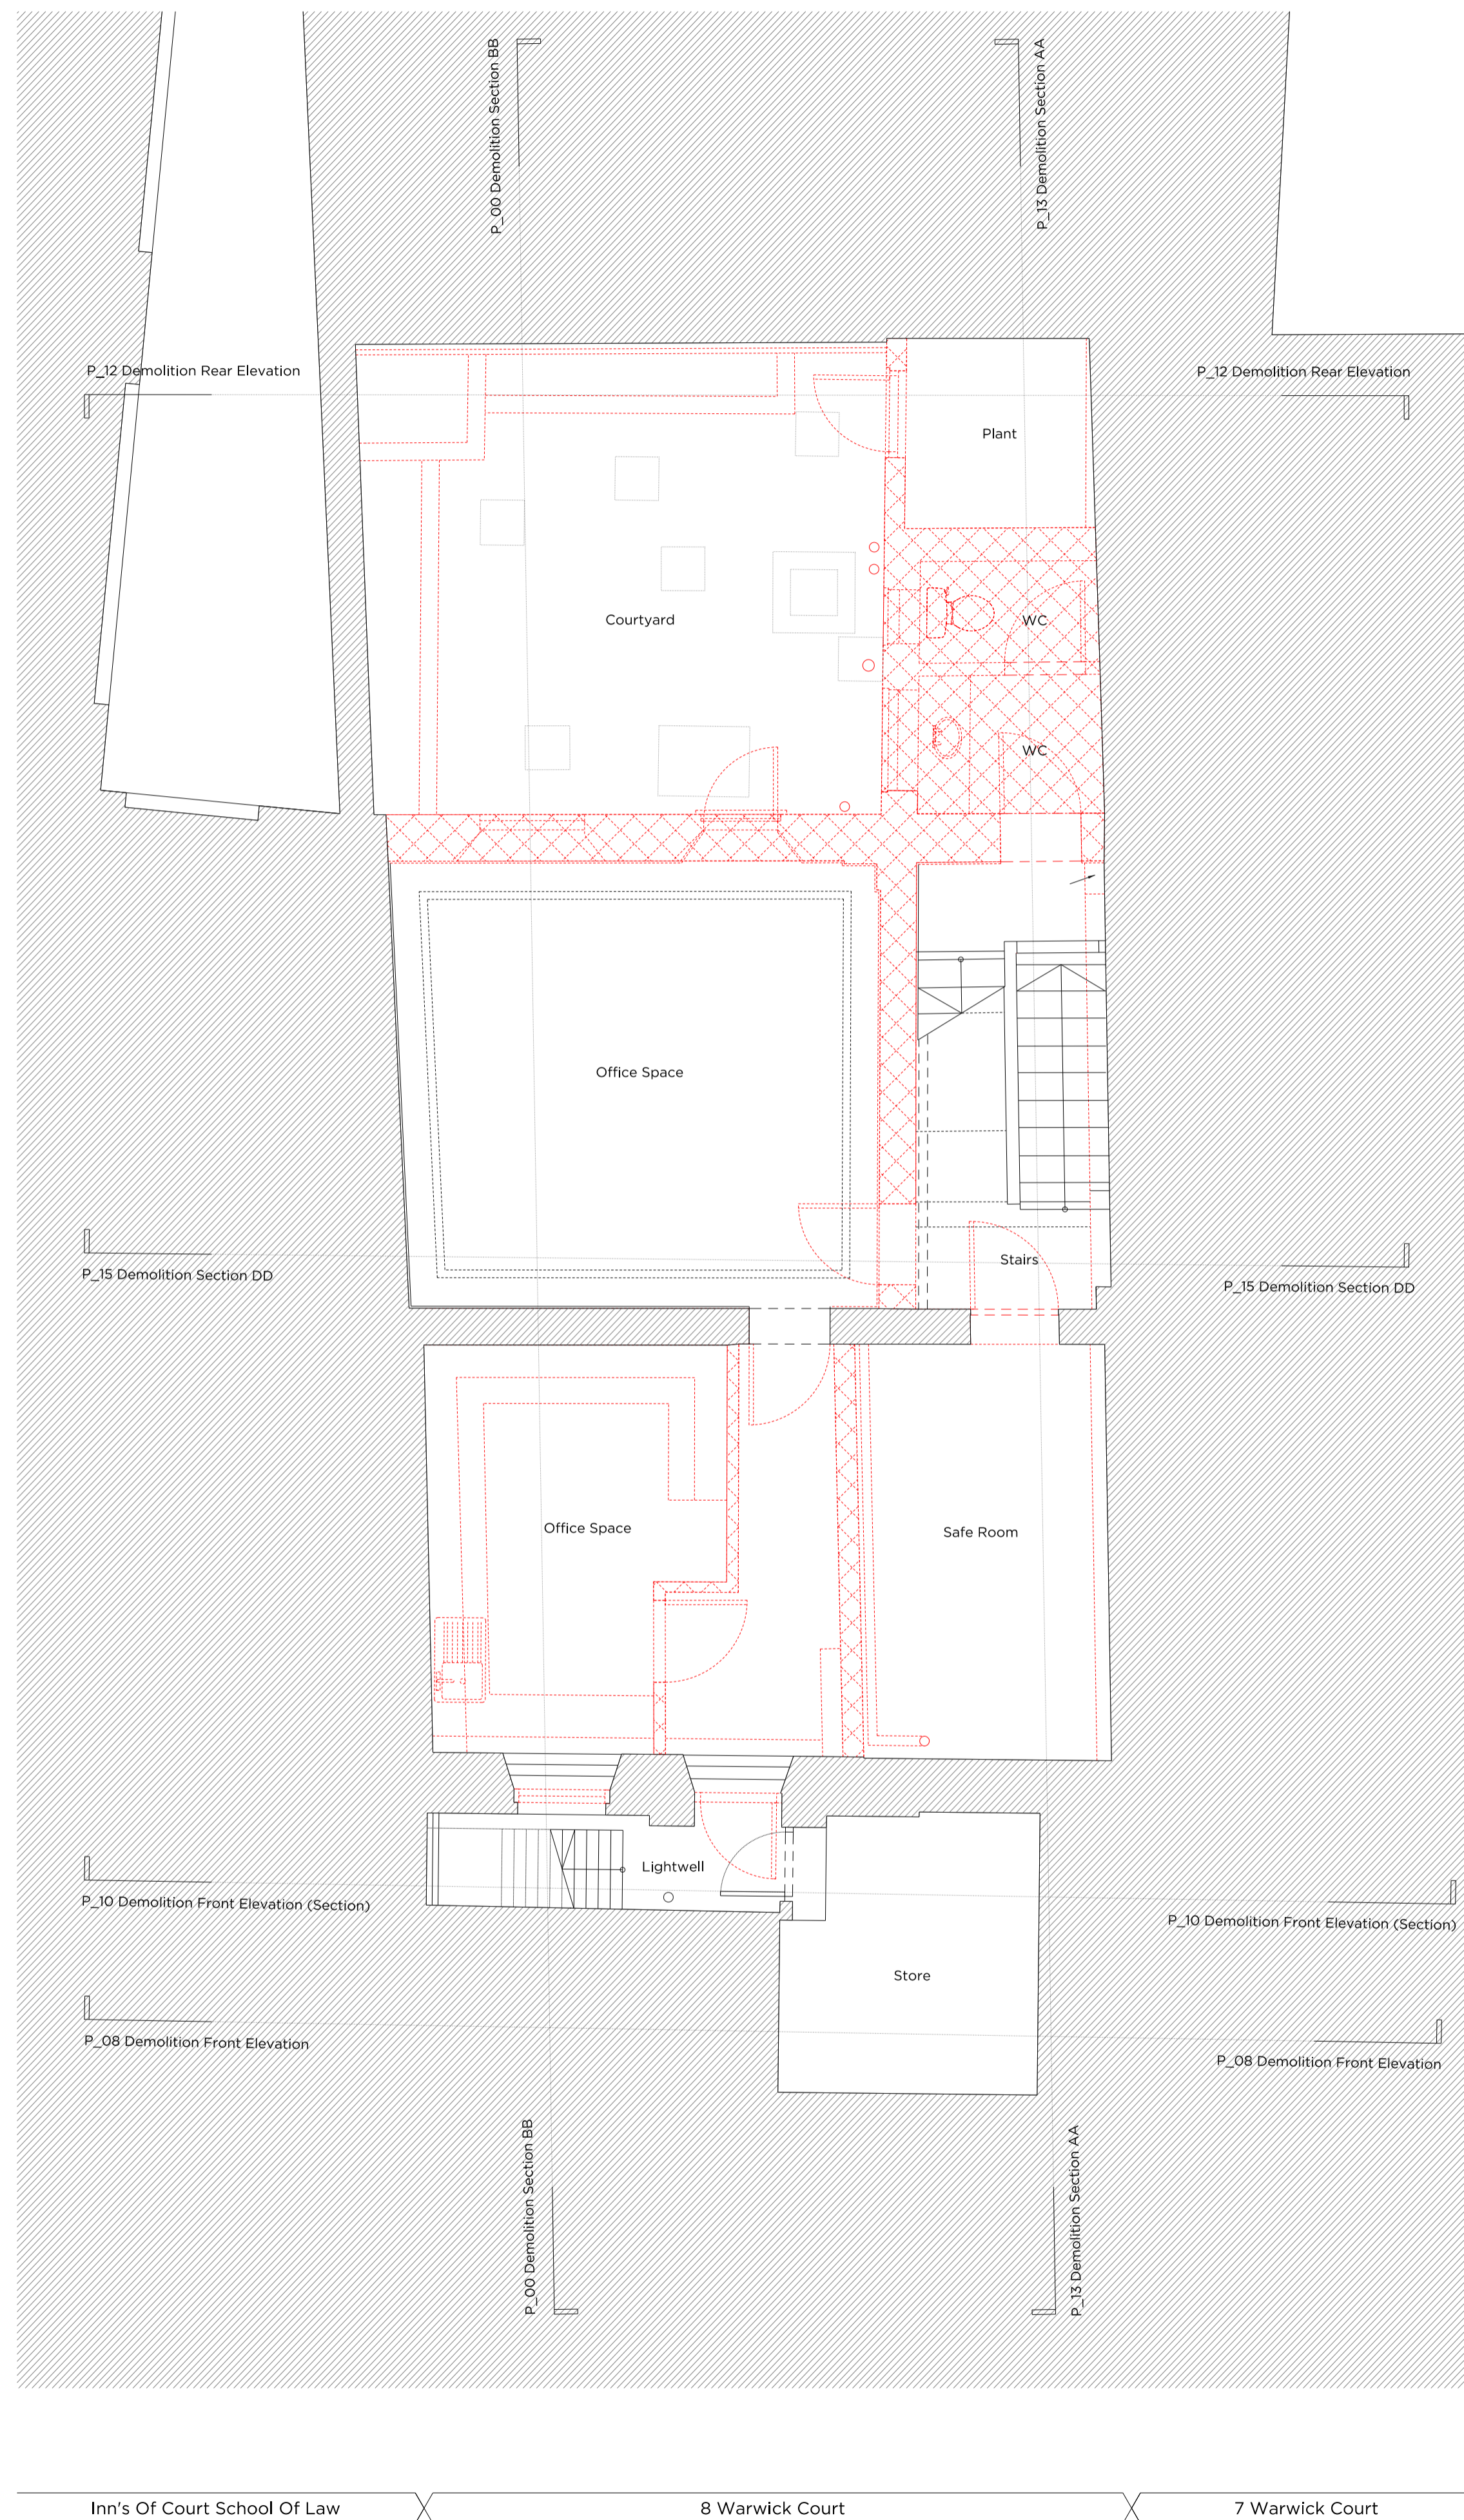 P_00 Demolition Section BB
P_13 Demolition Section AA
P_12 Demolition Rear Elevation
P_12 Demolition Rear Elevation
Plant
Courtyard
WC
WC
Office Space
Stairs
P_15 Demolition Section DD
P_15 Demolition Section DD
Office Space
Safe Room
Lightwell
P_10 Demolition Front Elevation (Section)
P_10 Demolition Front Elevation (Section)
Store
P_08 Demolition Front Elevation
P_08 Demolition Front Elevation
P_00 Demolition Section BB
P_13 Demolition Section AA
Inn's Of Court School Of Law
8 Warwick Court
7 Warwick Court